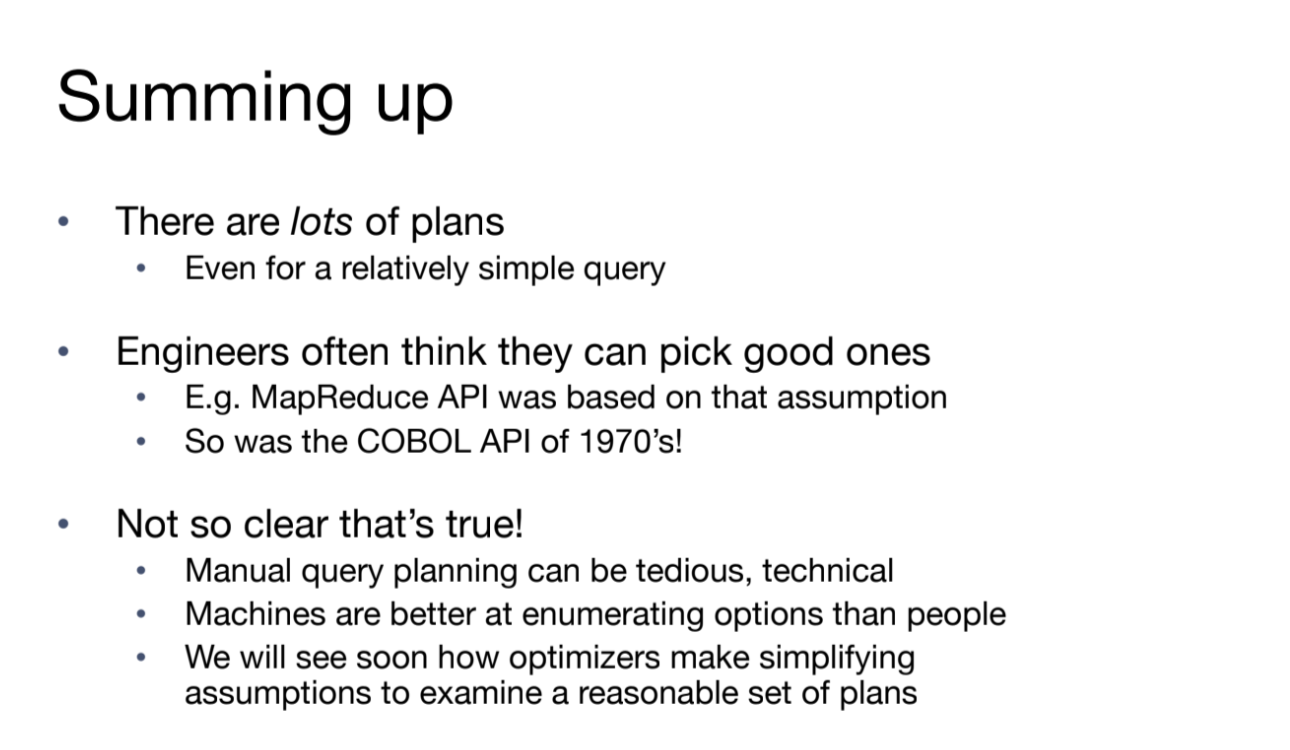 Summing up
• There are lots of plans
• Even for a relatively simple query
• Engineers often think they can pick good ones
• E.g. MapReduce API was based on that assumption
• So was the COBOL API of 1970’s!
• Not so clear that’s true!
• Manual query planning can be tedious, technical
• Machines are better at enumerating options than people
• We will see soon how optimizers make simplifying
assumptions to examine a reasonable set of plans